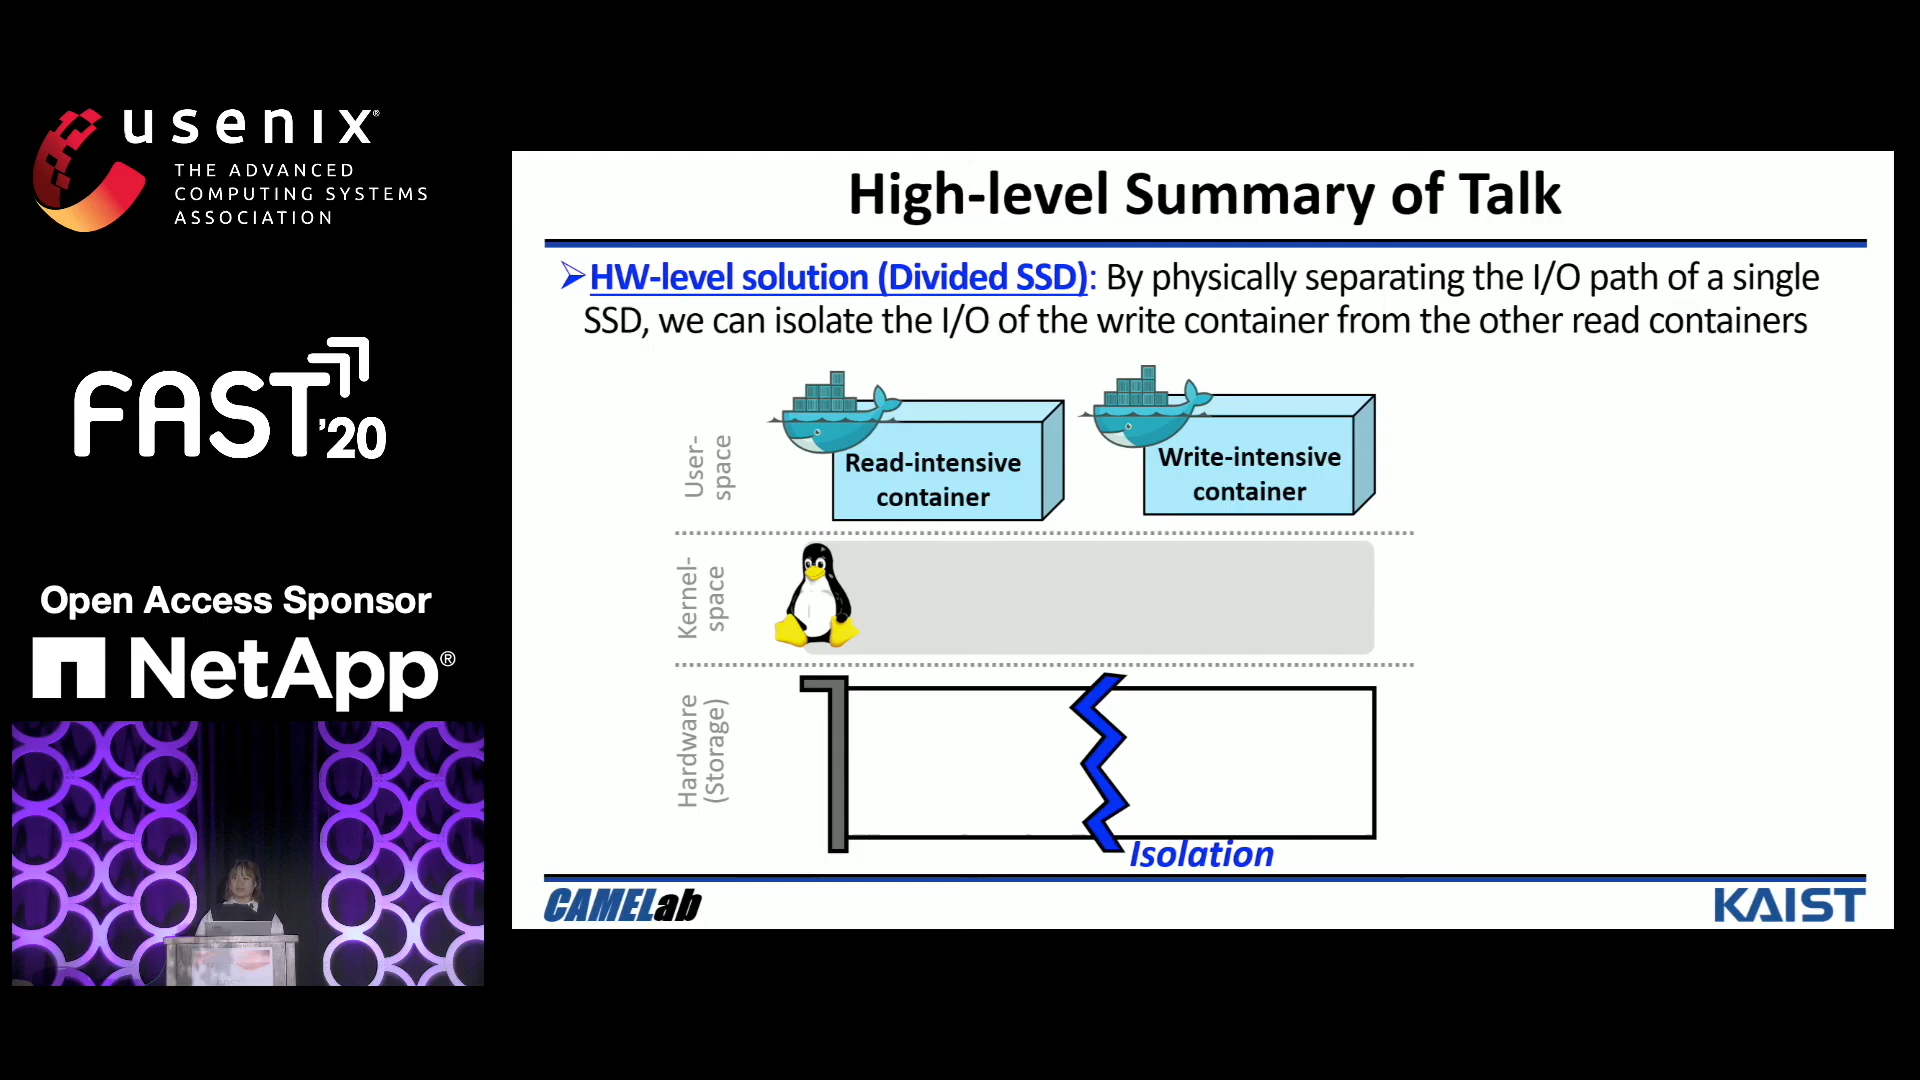 usenix®
THE ADVANCED
COMPUTING SYSTEMS
ASSOCIATION
FAST '20
Open Access Sponsor
NetApp®
High-level Summary of Talk
➢HW-level solution (Divided SSD): By physically separating the I/O path of a single
SSD, we can isolate the I/O of the write container from the other read containers
User-
space
Read-intensive
container
Write-intensive
container
Kernel-
space
Hardware
(Storage)
Isolation
CAMELab
KAIST